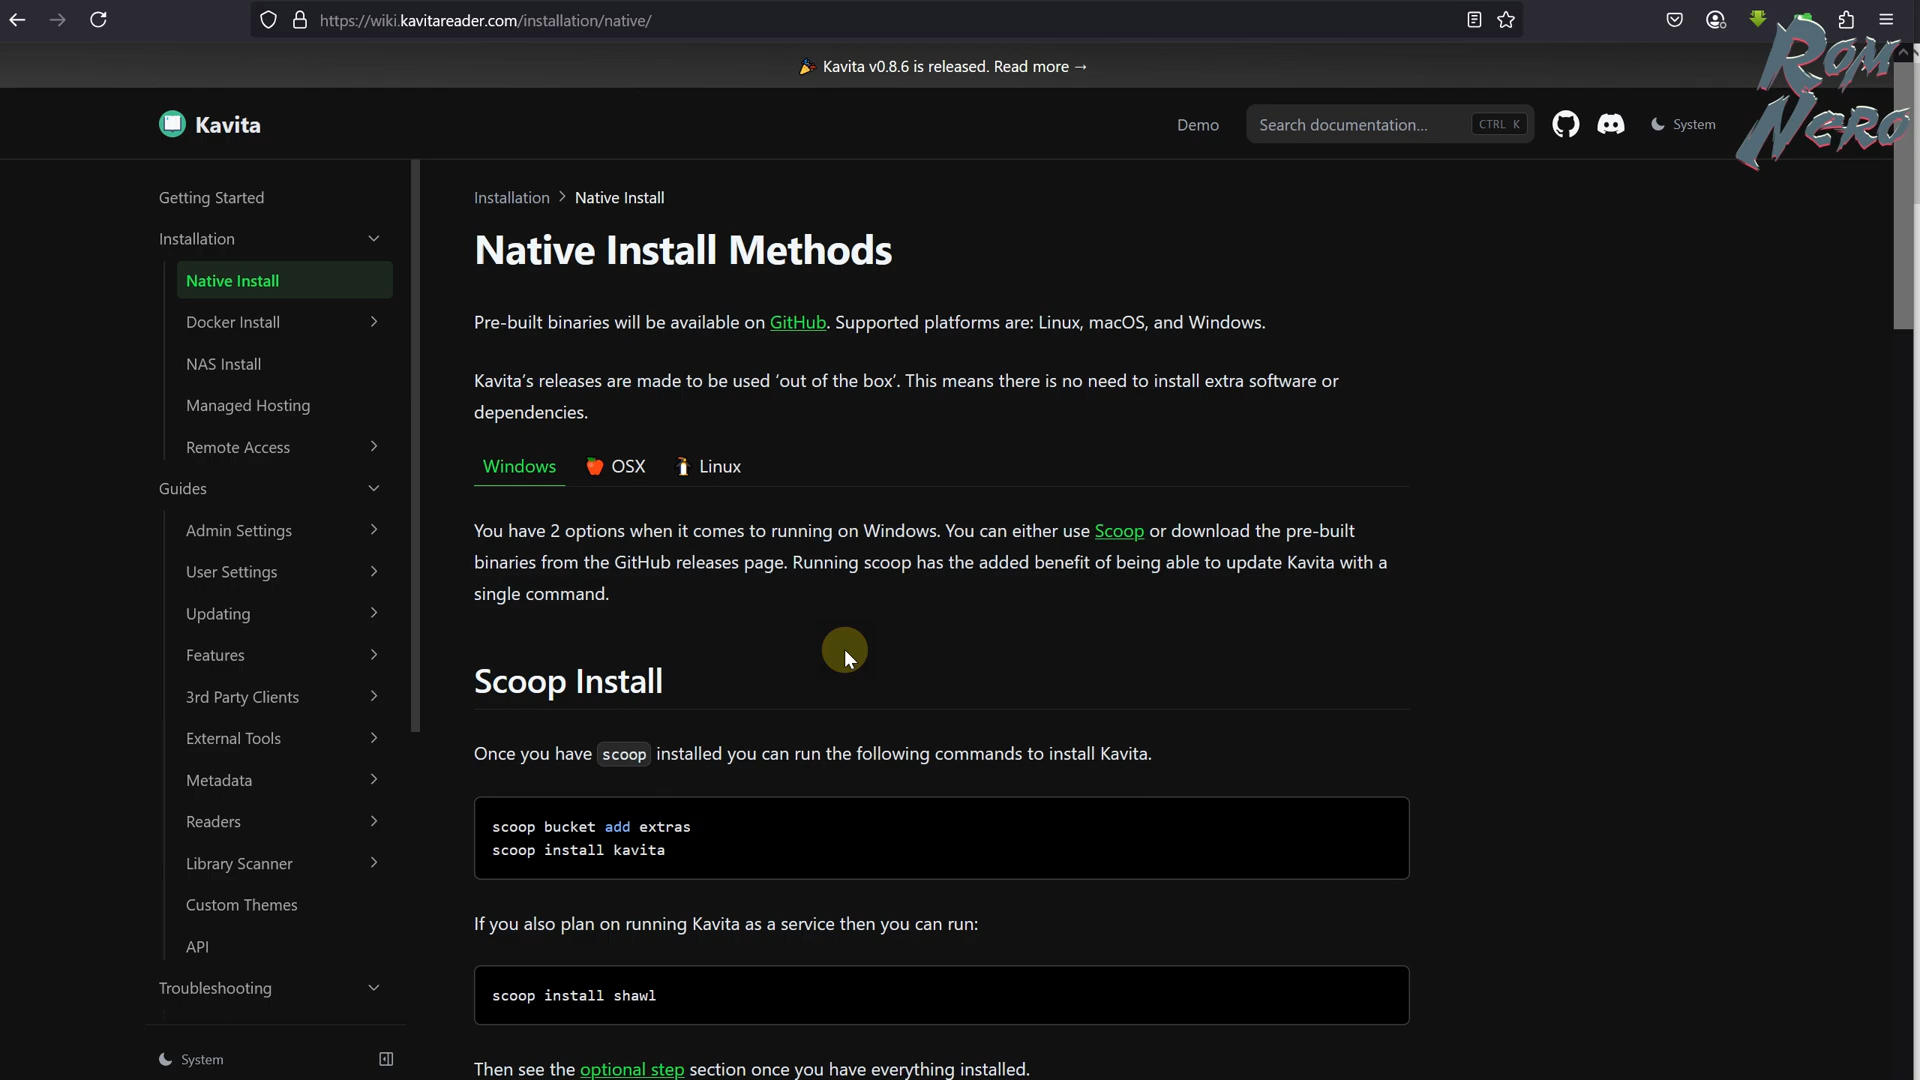 https://wiki.kavitareader.com/installation/native/
🎉 Kavita v0.8.6 is released. Read more →
Kavita
Demo
Search documentation...
CTRL K
System
ROM
NERO
Getting Started
Installation
Native Install
Docker Install
NAS Install
Managed Hosting
Remote Access
Guides
Admin Settings
User Settings
Updating
Features
3rd Party Clients
External Tools
Metadata
Readers
Library Scanner
Custom Themes
API
Troubleshooting
System
Installation > Native Install
Native Install Methods
Pre-built binaries will be available on GitHub. Supported platforms are: Linux, macOS, and Windows.
Kavita’s releases are made to be used ‘out of the box’. This means there is no need to install extra software or
dependencies.
Windows 🍎 OSX 🐧 Linux
You have 2 options when it comes to running on Windows. You can either use Scoop or download the pre-built
binaries from the GitHub releases page. Running scoop has the added benefit of being able to update Kavita with a
single command.
Scoop Install
Once you have scoop installed you can run the following commands to install Kavita.
scoop bucket add extras
scoop install kavita
If you also plan on running Kavita as a service then you can run:
scoop install shawl
Then see the optional step section once you have everything installed.